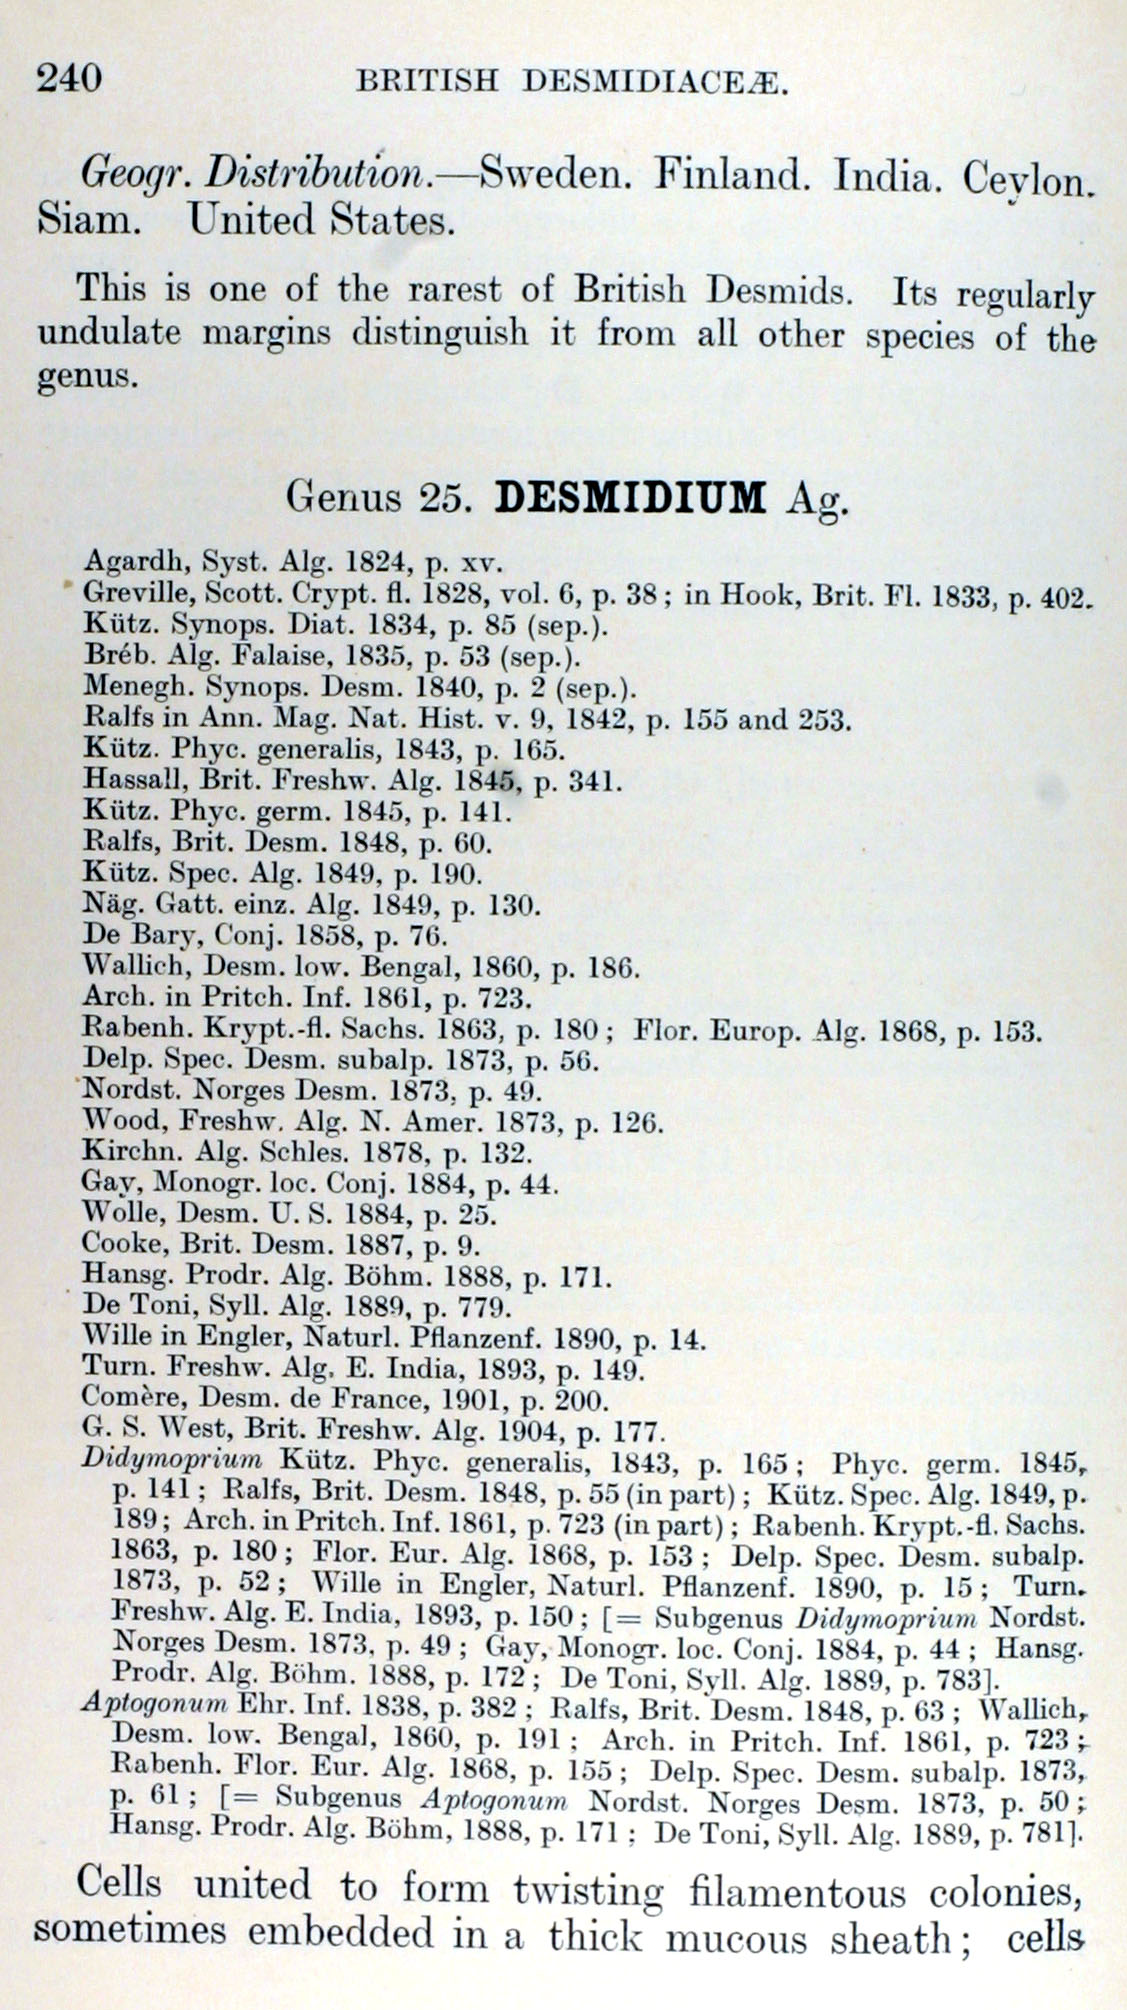 240 BRITISH DESMIDIACEÆ.
Geogr. Distribution.—Sweden. Finland. India. Ceylon.
Siam. United States.
This is one of the rarest of British Desmids. Its regularly
undulate margins distinguish it from all other species of the
genus.
Genus 25. DESMIDIUM Ag.
Agardh, Syst. Alg. 1824, p. xv.
Greville, Scott. Crypt. fl. 1828, vol. 6, p. 38; in Hook, Brit. Fl. 1833, p. 402.
Kütz. Synops. Diat. 1834, p. 85 (sep.).
Bréb. Alg. Falaise, 1835, p. 53 (sep.).
Menegh. Synops. Desm. 1840, p. 2 (sep.).
Ralfs in Ann. Mag. Nat. Hist. v. 9, 1842, p. 155 and 253.
Kütz. Phyc. generalis, 1843, p. 165.
Hassall, Brit. Freshw. Alg. 1845, p. 341.
Kütz. Phyc. germ. 1845, p. 141.
Ralfs, Brit. Desm. 1848, p. 60.
Kütz. Spec. Alg. 1849, p. 190.
Näg. Gatt. einz. Alg. 1849, p. 130.
De Bary, Conj. 1858, p. 76.
Wallich, Desm. low. Bengal, 1860, p. 186.
Arch. in Pritch. Inf. 1861, p. 723.
Rabenh. Krypt.-fl. Sachs. 1863, p. 180; Flor. Europ. Alg. 1868, p. 153.
Delp. Spec. Desm. subalp. 1873, p. 56.
Nordst. Norges Desm. 1873, p. 49.
Wood, Freshw. Alg. N. Amer. 1873, p. 126.
Kirchn. Alg. Schles. 1878, p. 132.
Gay, Monogr. loc. Conj. 1884, p. 44.
Wolle, Desm. U. S. 1884, p. 25.
Cooke, Brit. Desm. 1887, p. 9.
Hansg. Prodr. Alg. Böhm. 1888, p. 171.
De Toni, Syll. Alg. 1889, p. 779.
Wille in Engler, Naturl. Pflanzenf. 1890, p. 14.
Turn. Freshw. Alg. E. India, 1893, p. 149.
Comère, Desm. de France, 1901, p. 200.
G. S. West, Brit. Freshw. Alg. 1904, p. 177.
Didymoprium Kütz. Phyc. generalis, 1843, p. 165; Phyc. germ. 1845,
p. 141; Ralfs, Brit. Desm. 1848, p. 55 (in part); Kütz. Spec. Alg. 1849, p.
189; Arch. in Pritch. Inf. 1861, p. 723 (in part); Rabenh. Krypt.-fl. Sachs.
1863, p. 180; Flor. Eur. Alg. 1868, p. 153; Delp. Spec. Desm. subalp.
1873, p. 52; Wille in Engler, Naturl. Pflanzenf. 1890, p. 15; Turn.
Freshw. Alg. E. India, 1893, p. 150; [= Subgenus Didymoprium Nordst.
Norges Desm. 1873, p. 49; Gay, Monogr. loc. Conj. 1884, p. 44; Hansg.
Prodr. Alg. Böhm. 1888, p. 172; De Toni, Syll. Alg. 1889, p. 783].
Aptogonum Ehr. Inf. 1838, p. 382; Ralfs, Brit. Desm. 1848, p. 63; Wallich,
Desm. low. Bengal, 1860, p. 191; Arch. in Pritch. Inf. 1861, p. 723;
Rabenh. Flor. Eur. Alg. 1868, p. 155; Delp. Spec. Desm. subalp. 1873,
p. 61; [= Subgenus Aptogonum Nordst. Norges Desm. 1873, p. 50;
Hansg. Prodr. Alg. Böhm, 1888, p. 171; De Toni, Syll. Alg. 1889, p. 781].
Cells united to form twisting filamentous colonies,
sometimes embedded in a thick mucous sheath; cells